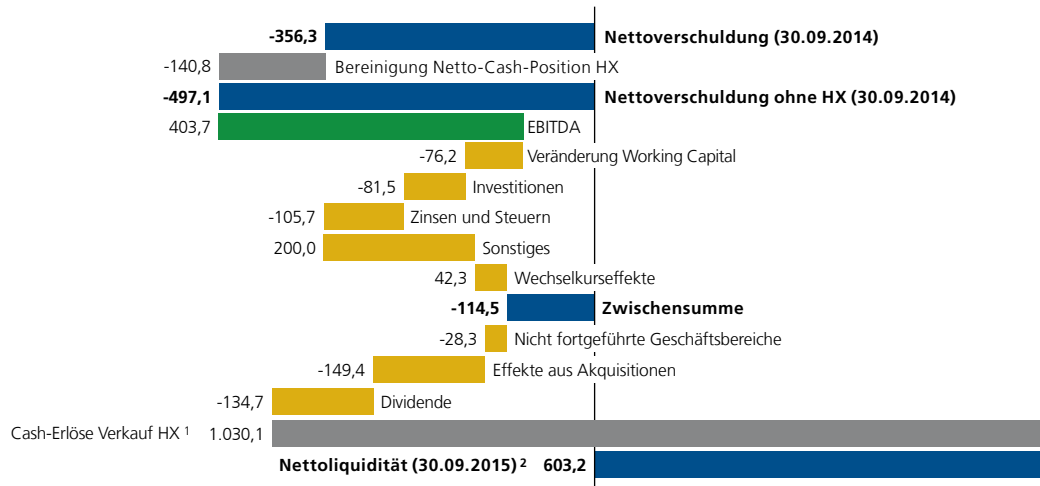 -356,3 Nettoverschuldung (30.09.2014)
-140,8 Bereinigung Netto-Cash-Position HX
-497,1 Nettoverschuldung ohne HX (30.09.2014)
403,7 EBITDA
-76,2 Veränderung Working Capital
-81,5 Investitionen
-105,7 Zinsen und Steuern
200,0 Sonstiges
42,3 Wechselkurseffekte
-114,5 Zwischensumme
-28,3 Nicht fortgeführte Geschäftsbereiche
-149,4 Effekte aus Akquisitionen
-134,7 Dividende
Cash-Erlöse Verkauf HX ¹ 1.030,1
Nettoliquidität (30.09.2015) ² 603,2